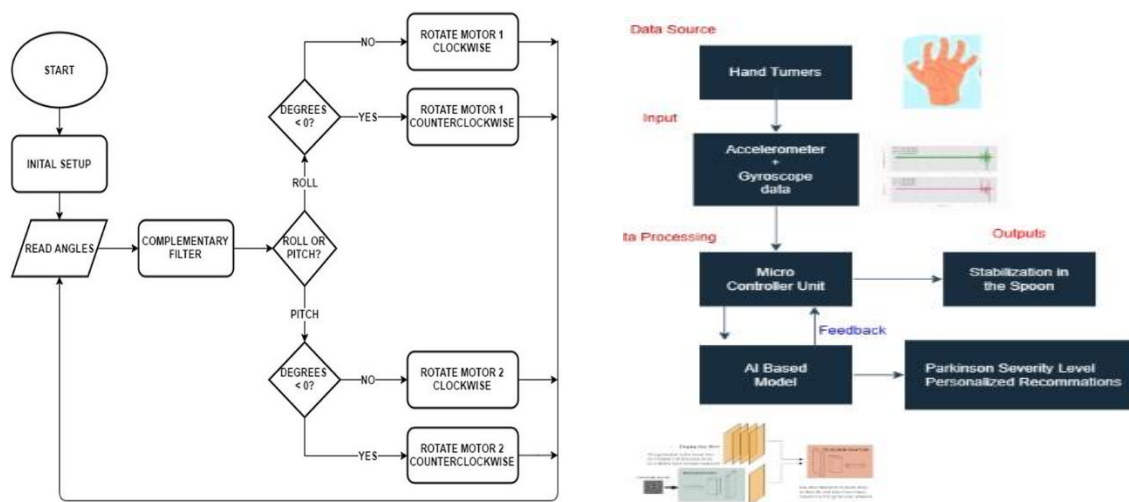 START
INITAL SETUP
READ ANGLES
COMPLEMENTARY
FILTER
ROLL OR
PITCH?
ROLL
DEGREES
< 0?
NO
ROTATE MOTOR 1
CLOCKWISE
YES
ROTATE MOTOR 1
COUNTERCLOCKWISE
PITCH
DEGREES
< 0?
NO
ROTATE MOTOR 2
CLOCKWISE
YES
ROTATE MOTOR 2
COUNTERCLOCKWISE
Data Source
Hand Tumers
Input
Accelerometer
+
Gyroscope
data
ta Processing
Outputs
Micro
Controller Unit
Stabilization in
the Spoon
Feedback
AI Based
Model
Parkinson Severity Level
Personalized Recommations